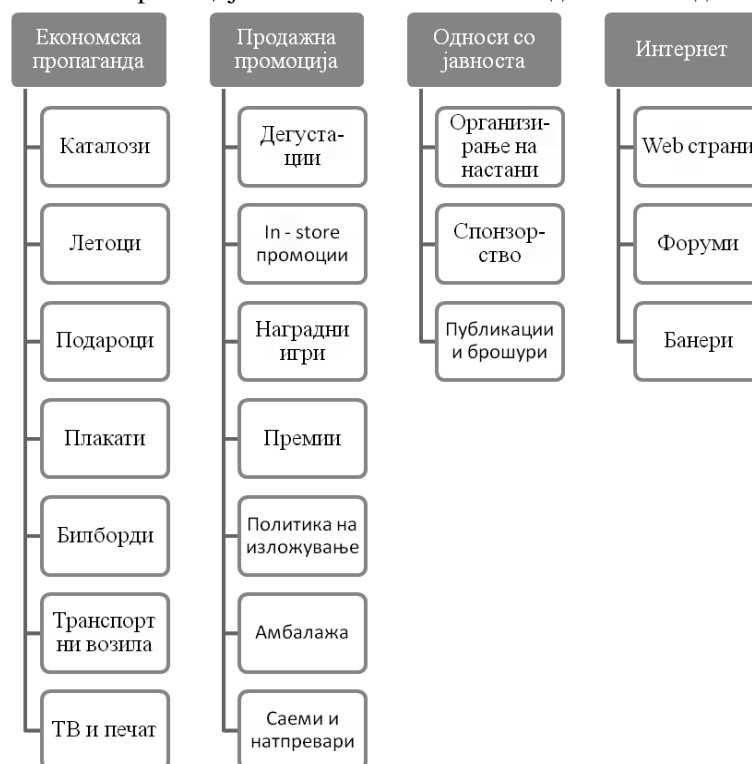 Економска
пропаганда
Каталози
Летоци
Подароци
Плакати
Билборди
Транспорт
ни возила
ТВ и печат
Продажна
промоција
Дегуста-
ции
In - store
промоции
Наградни
игри
Премии
Политика на
изложување
Амбалажа
Саеми и
натпревари
Односи со
јавноста
Организи-
рање на
настани
Спонзор-
ство
Публикации
и брошури
Интернет
Web страни
Форуми
Банери